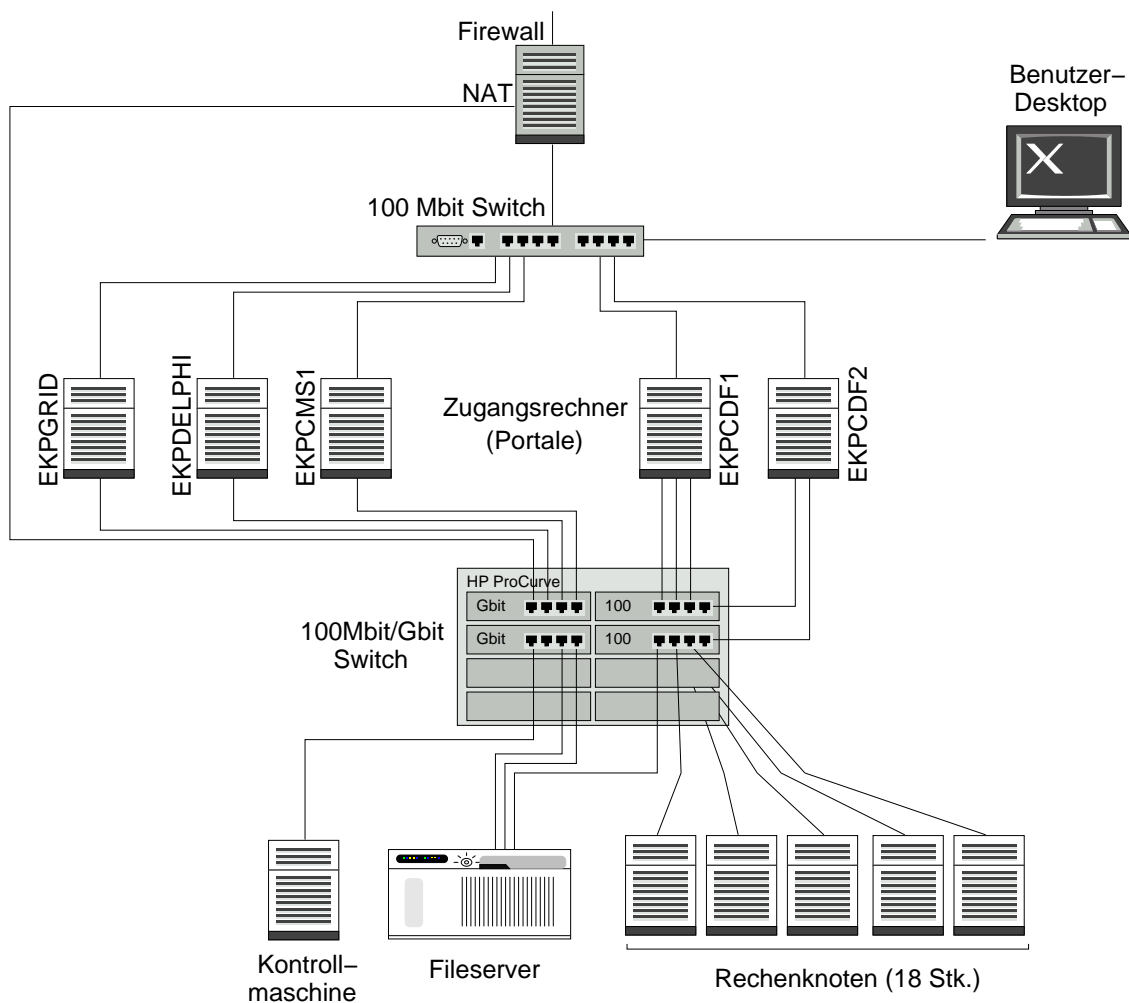 Firewall
NAT
Benutzer–
Desktop
100 Mbit Switch
EKPGRID
EKPDELPHI
EKPCMS1
Zugangsrechner
(Portale)
EKPCDF1
EKPCDF2
HP ProCurve
Gbit
100
Gbit
100
100Mbit/Gbit
Switch
Kontroll–
maschine
Fileserver
Rechenknoten (18 Stk.)